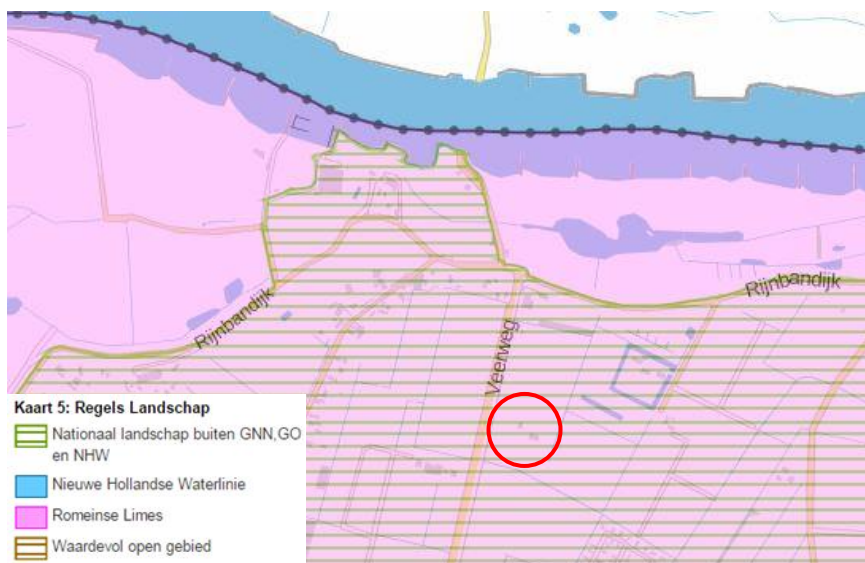 Rijnbandijk
Rijnbandijk
Veerweg
Kaart 5: Regels Landschap
Nationaal landschap buiten GNN,GO
en NHW
Nieuwe Hollandse Waterlinie
Romeinse Limes
Waardevol open gebied